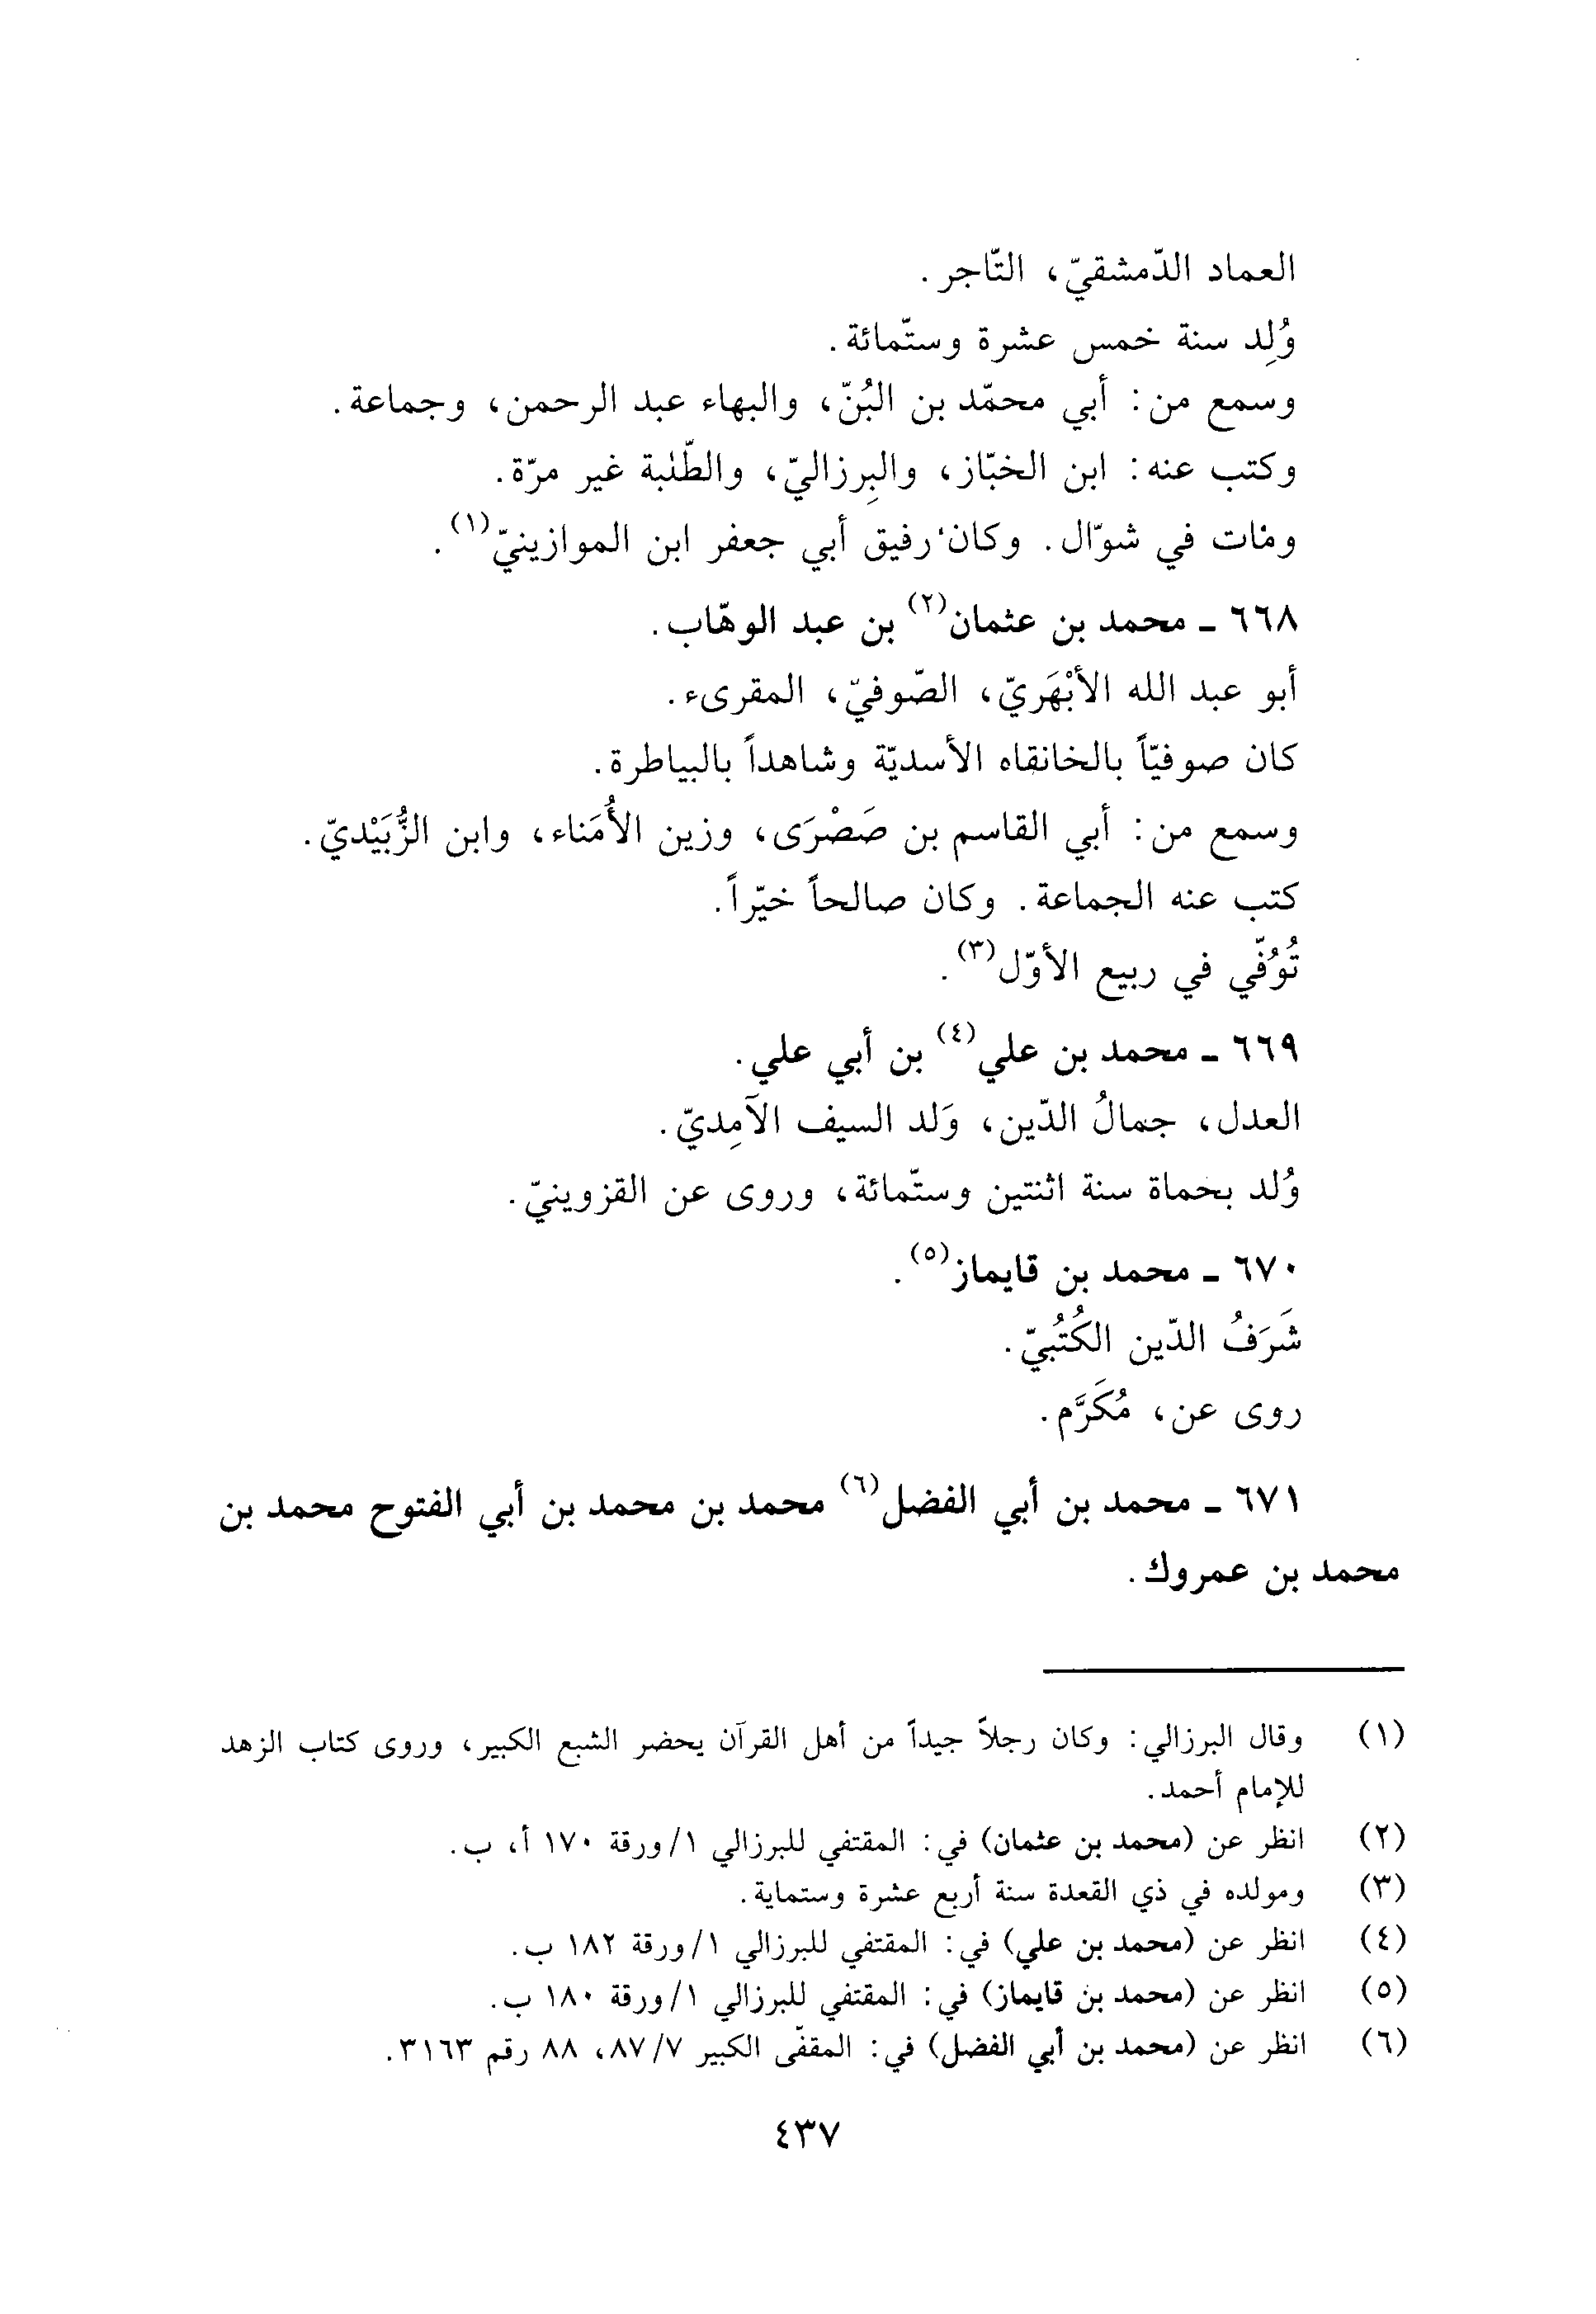 العماد الدّمشقيّ، التّاجر.
وُلِد سنة خمس عشرة وستّمائة.
وسمع من: أبي محمّد بن البُنّ، والبهاء عبد الرحمن، وجماعة.
وكتب عنه: ابن الخبّاز، والبِرزاليّ، والطّلبة غير مرّة.
ومات في شوّال. وكان رفيق أبي جعفر ابن الموازينيّ(١).
٦٦٨ ـ محمد بن عثمان(٢) بن عبد الوهّاب.
أبو عبد الله الأبْهَريّ، الصّوفيّ، المقرىء.
كان صوفيّاً بالخانقاه الأسديّة وشاهداً بالبياطرة.
وسمع من: أبي القاسم بن صَصْرَى، وزين الأُمَناء، وابن الزُّبَيْديّ.
كتب عنه الجماعة. وكان صالحاً خيّراً.
تُوُفّي في ربيع الأوّل(٣).
٦٦٩ ـ محمد بن علي(٤) بن أبي علي.
العدل، جمالُ الدّين، وَلد السيف الآمِديّ.
وُلد بحماة سنة اثنتين وستّمائة، وروى عن القزوينيّ.
٦٧٠ ـ محمد بن قايماز(٥).
شَرَفُ الدّين الكُتُبيّ.
روى عن، مُكَرَّم.
٦٧١ ـ محمد بن أبي الفضل(٦) محمد بن محمد بن أبي الفتوح محمد بن
محمد بن عمروك.
(١) وقال البرزالي: وكان رجلاً جيداً من أهل القرآن يحضر الشبع الكبير، وروى كتاب الزهد
للإمام أحمد.
(٢) انظر عن (محمد بن عثمان) في: المقتفي للبرزالي ١/ورقة ١٧٠ أ، ب.
(٣) ومولده في ذي القعدة سنة أربع عشرة وستماية.
(٤) انظر عن (محمد بن علي) في: المقتفي للبرزالي ١/ورقة ١٨٢ ب.
(٥) انظر عن (محمد بن قايماز) في: المقتفي للبرزالي ١/ورقة ١٨٠ ب.
(٦) انظر عن (محمد بن أبي الفضل) في: المقفّى الكبير ٨٧/٧، ٨٨ رقم ٣١٦٣.
٤٣٧